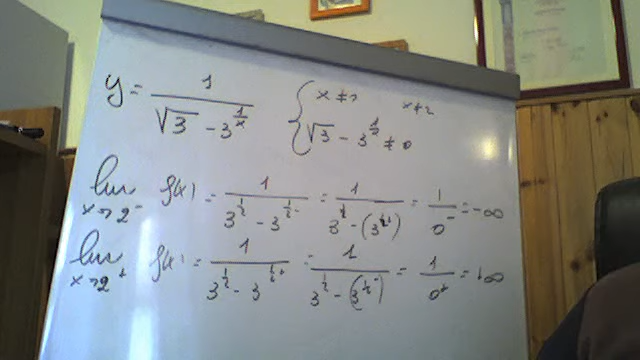 y = 1 / (√3 - 3^(1/x)) { x ≠ 0 x ≠ 2
√3 - 3^(1/x) ≠ 0
lim x→2⁻ f(x) = 1 / (3^(1/2) - 3^(1/2⁻)) = 1 / (3^(1/2) - (3^(1/2⁺))) = 1 / 0⁻ = -∞
lim x→2⁺ f(x) = 1 / (3^(1/2) - 3^(1/2⁺)) = 1 / (3^(1/2) - (3^(1/2⁻))) = 1 / 0⁺ = +∞